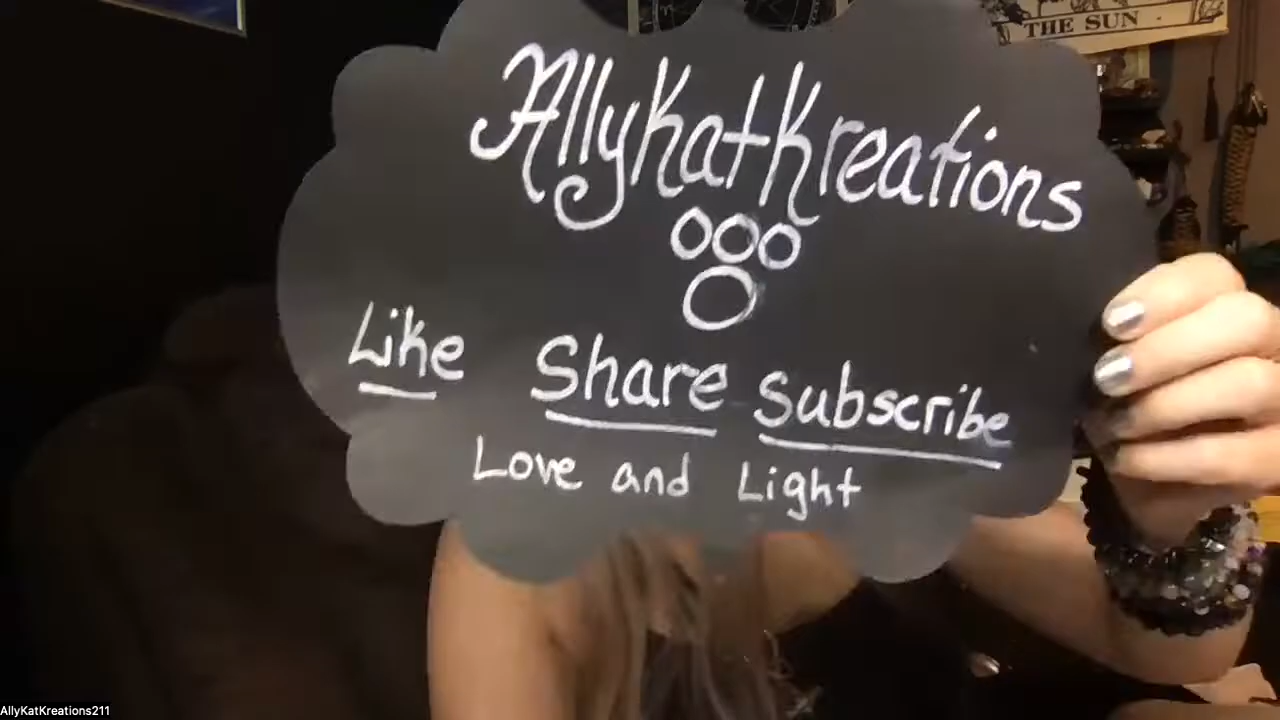 THE SUN
AllyKatKreations
Like Share Subscribe
Love and Light
AllyKatKreations211